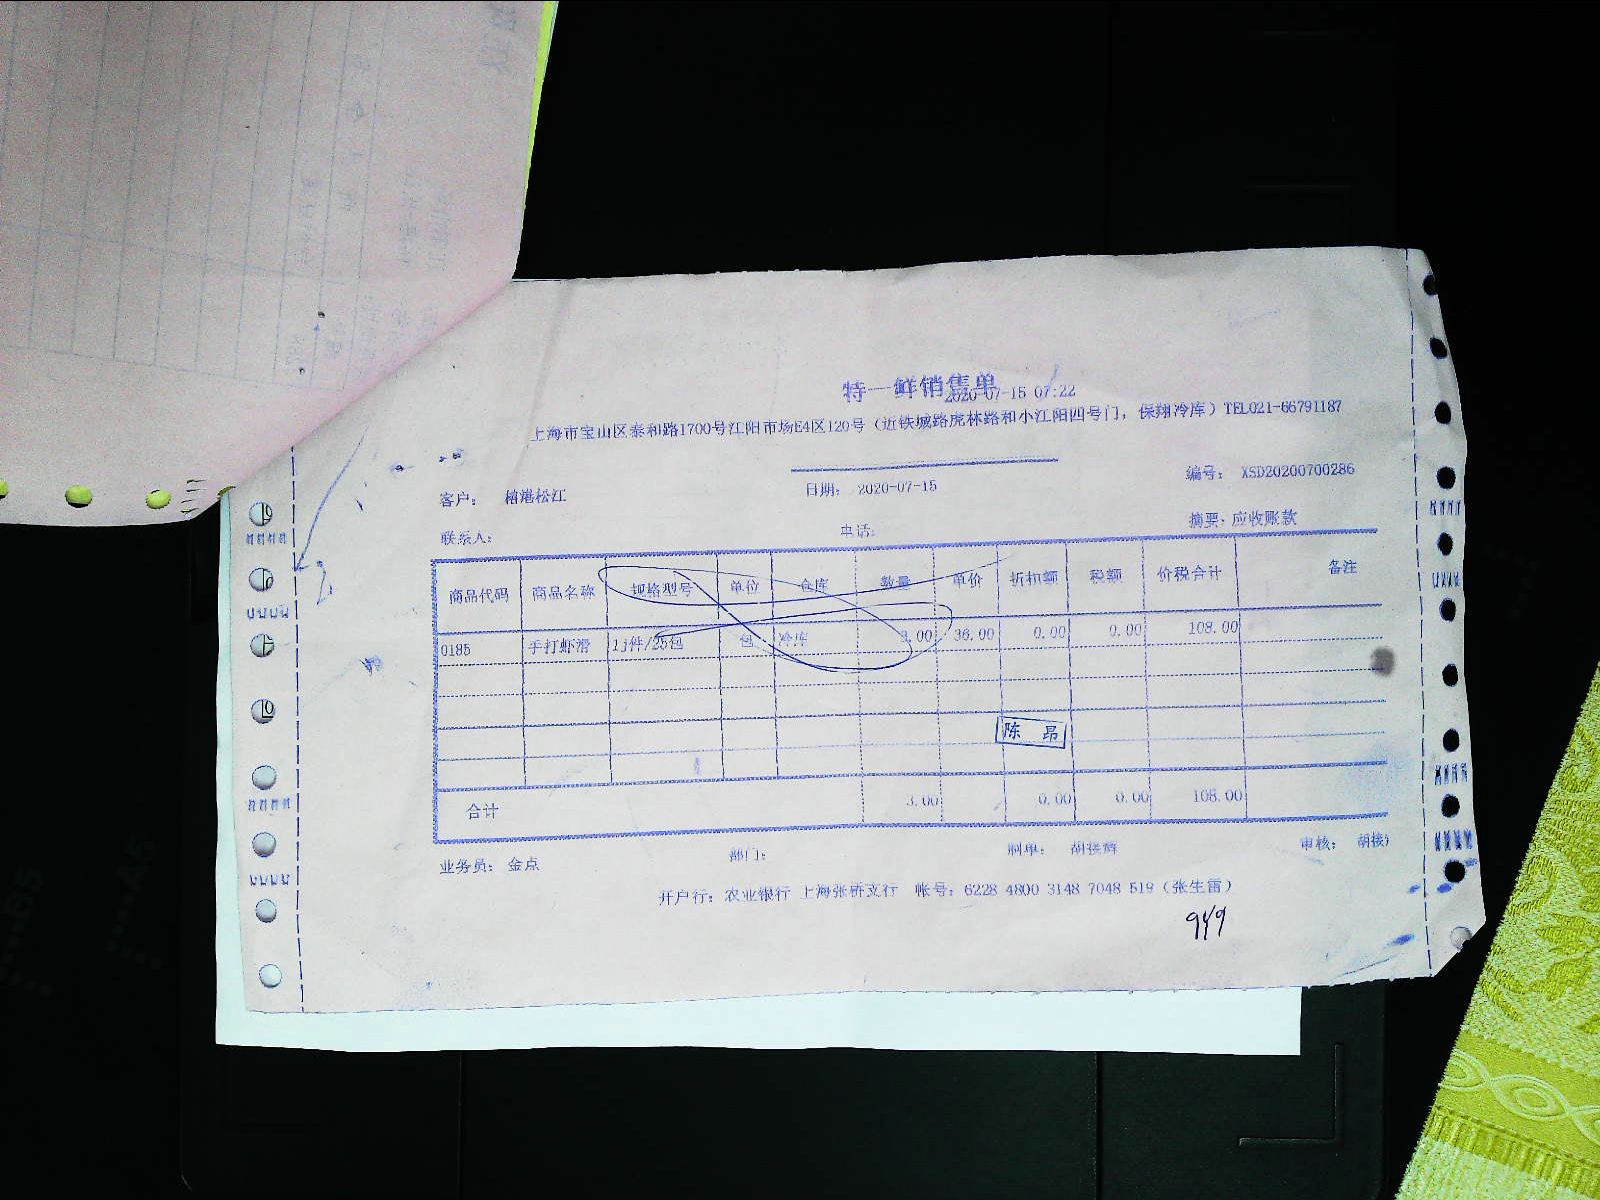 特一鲜销售单
2020-07-15 07:22
上海市宝山区泰和路1700号江阳市场E4区120号（近铁城路虎林路和小江阳四号门，保翔冷库）TEL021-66791187
客户： 松江 日期： 2020-07-15 编号： XSD20200700286
联系人： 电话： 摘要：应收账款
商品代码 商品名称 规格型号 单位 仓库 数量 单价 折扣额 税额 价税合计 备注
0185 手打虾滑 1j件/25包 包 冷库 3.00 36.00 0.00 0.00 108.00
陈 昂
合计 3.00 0.00 0.00 108.00
业务员： 金点 部门： 制单： 审核：
开户行：农业银行 上海张桥支行 帐号：6228 4800 3148 7048 519（张生雷）